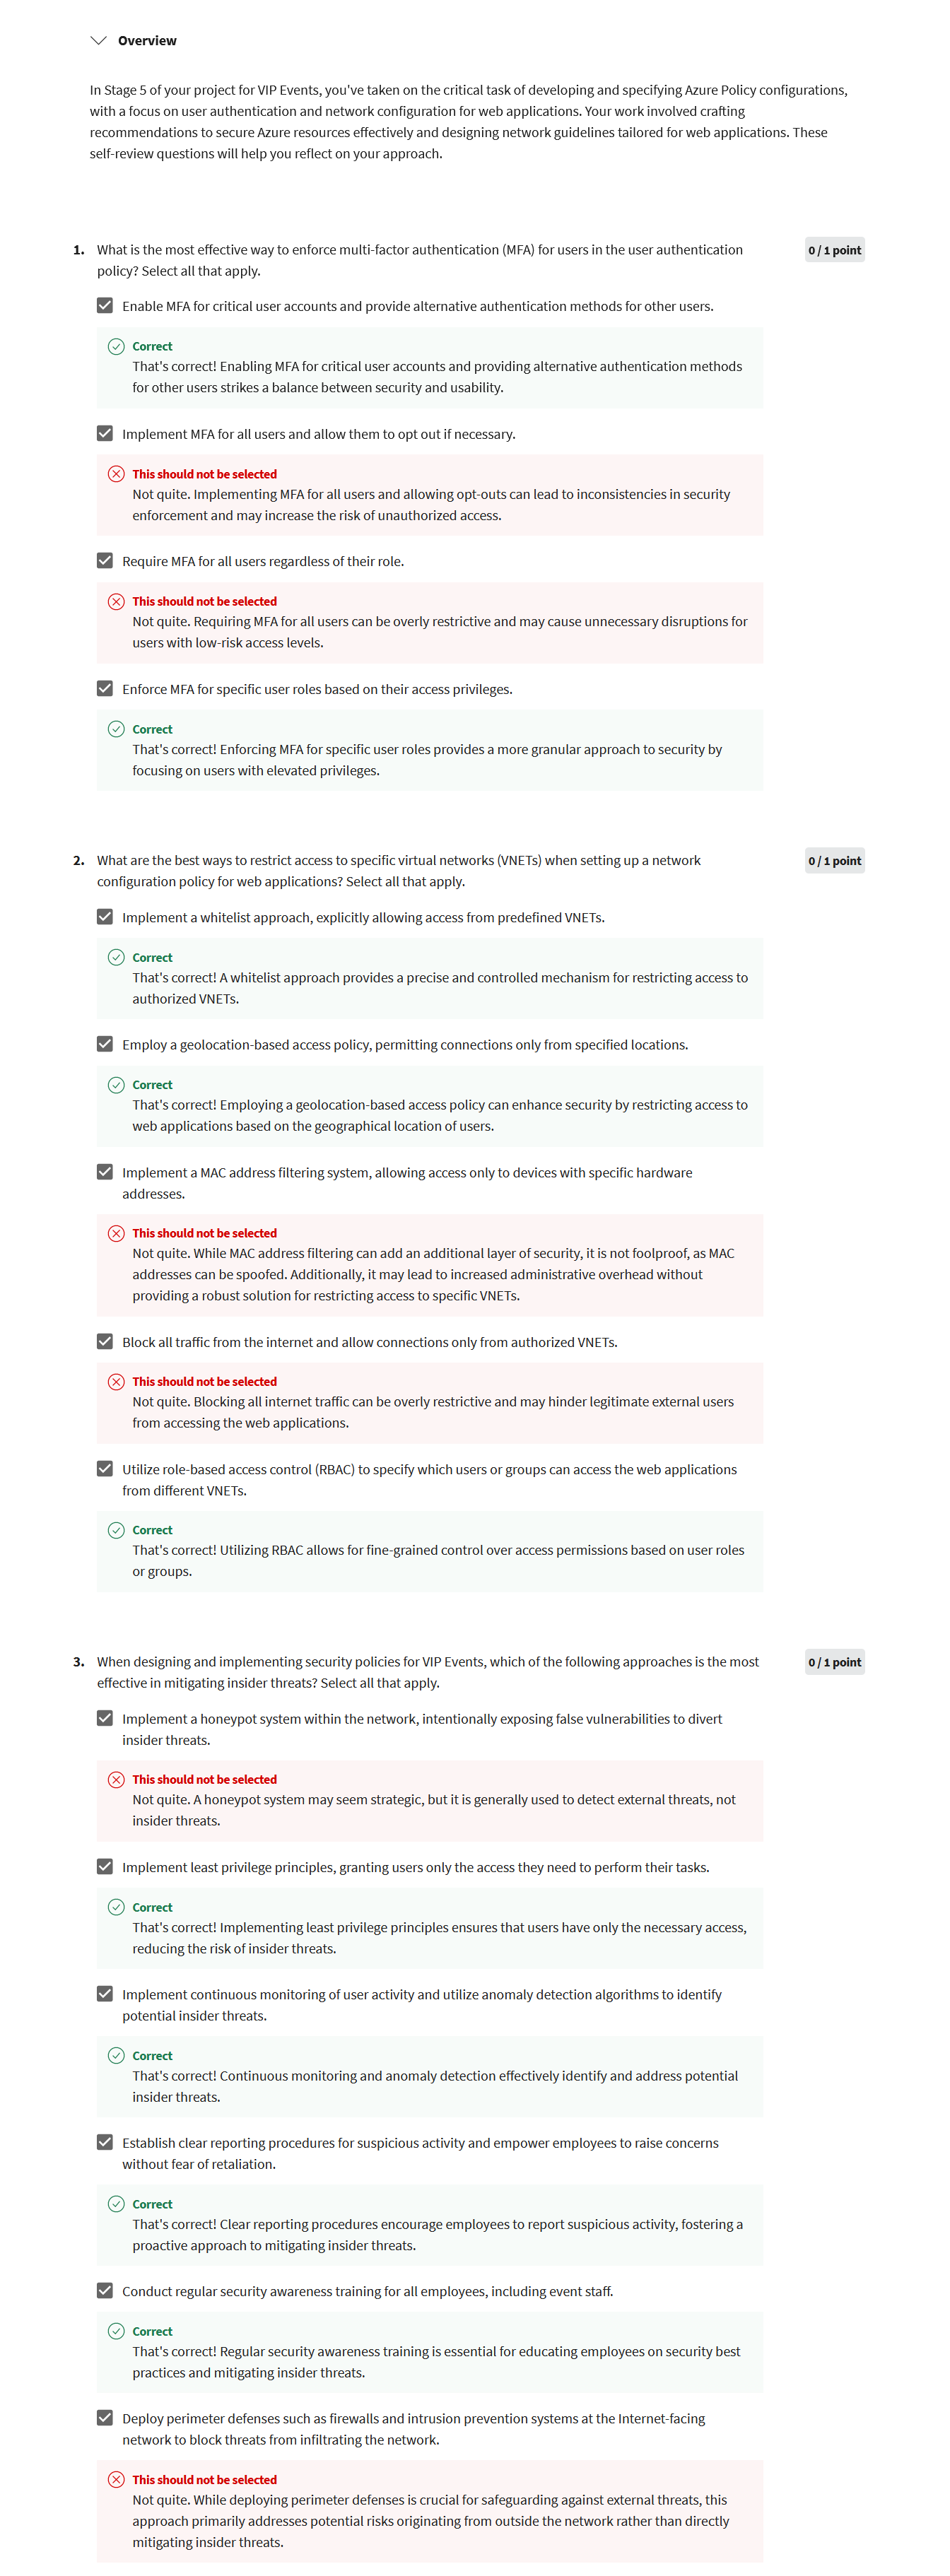 Overview
In Stage 5 of your project for VIP Events, you've taken on the critical task of developing and specifying Azure Policy configurations,
with a focus on user authentication and network configuration for web applications. Your work involved crafting
recommendations to secure Azure resources effectively and designing network guidelines tailored for web applications. These
self-review questions will help you reflect on your approach.
1. What is the most effective way to enforce multi-factor authentication (MFA) for users in the user authentication
policy? Select all that apply.
0 / 1 point
Enable MFA for critical user accounts and provide alternative authentication methods for other users.
Correct
That's correct! Enabling MFA for critical user accounts and providing alternative authentication methods
for other users strikes a balance between security and usability.
Implement MFA for all users and allow them to opt out if necessary.
This should not be selected
Not quite. Implementing MFA for all users and allowing opt-outs can lead to inconsistencies in security
enforcement and may increase the risk of unauthorized access.
Require MFA for all users regardless of their role.
This should not be selected
Not quite. Requiring MFA for all users can be overly restrictive and may cause unnecessary disruptions for
users with low-risk access levels.
Enforce MFA for specific user roles based on their access privileges.
Correct
That's correct! Enforcing MFA for specific user roles provides a more granular approach to security by
focusing on users with elevated privileges.
2. What are the best ways to restrict access to specific virtual networks (VNETs) when setting up a network
configuration policy for web applications? Select all that apply.
0 / 1 point
Implement a whitelist approach, explicitly allowing access from predefined VNETs.
Correct
That's correct! A whitelist approach provides a precise and controlled mechanism for restricting access to
authorized VNETs.
Employ a geolocation-based access policy, permitting connections only from specified locations.
Correct
That's correct! Employing a geolocation-based access policy can enhance security by restricting access to
web applications based on the geographical location of users.
Implement a MAC address filtering system, allowing access only to devices with specific hardware
addresses.
This should not be selected
Not quite. While MAC address filtering can add an additional layer of security, it is not foolproof, as MAC
addresses can be spoofed. Additionally, it may lead to increased administrative overhead without
providing a robust solution for restricting access to specific VNETs.
Block all traffic from the internet and allow connections only from authorized VNETs.
This should not be selected
Not quite. Blocking all internet traffic can be overly restrictive and may hinder legitimate external users
from accessing the web applications.
Utilize role-based access control (RBAC) to specify which users or groups can access the web applications
from different VNETs.
Correct
That's correct! Utilizing RBAC allows for fine-grained control over access permissions based on user roles
or groups.
3. When designing and implementing security policies for VIP Events, which of the following approaches is the most
effective in mitigating insider threats? Select all that apply.
0 / 1 point
Implement a honeypot system within the network, intentionally exposing false vulnerabilities to divert
insider threats.
This should not be selected
Not quite. A honeypot system may seem strategic, but it is generally used to detect external threats, not
insider threats.
Implement least privilege principles, granting users only the access they need to perform their tasks.
Correct
That's correct! Implementing least privilege principles ensures that users have only the necessary access,
reducing the risk of insider threats.
Implement continuous monitoring of user activity and utilize anomaly detection algorithms to identify
potential insider threats.
Correct
That's correct! Continuous monitoring and anomaly detection effectively identify and address potential
insider threats.
Establish clear reporting procedures for suspicious activity and empower employees to raise concerns
without fear of retaliation.
Correct
That's correct! Clear reporting procedures encourage employees to report suspicious activity, fostering a
proactive approach to mitigating insider threats.
Conduct regular security awareness training for all employees, including event staff.
Correct
That's correct! Regular security awareness training is essential for educating employees on security best
practices and mitigating insider threats.
Deploy perimeter defenses such as firewalls and intrusion prevention systems at the Internet-facing
network to block threats from infiltrating the network.
This should not be selected
Not quite. While deploying perimeter defenses is crucial for safeguarding against external threats, this
approach primarily addresses potential risks originating from outside the network rather than directly
mitigating insider threats.